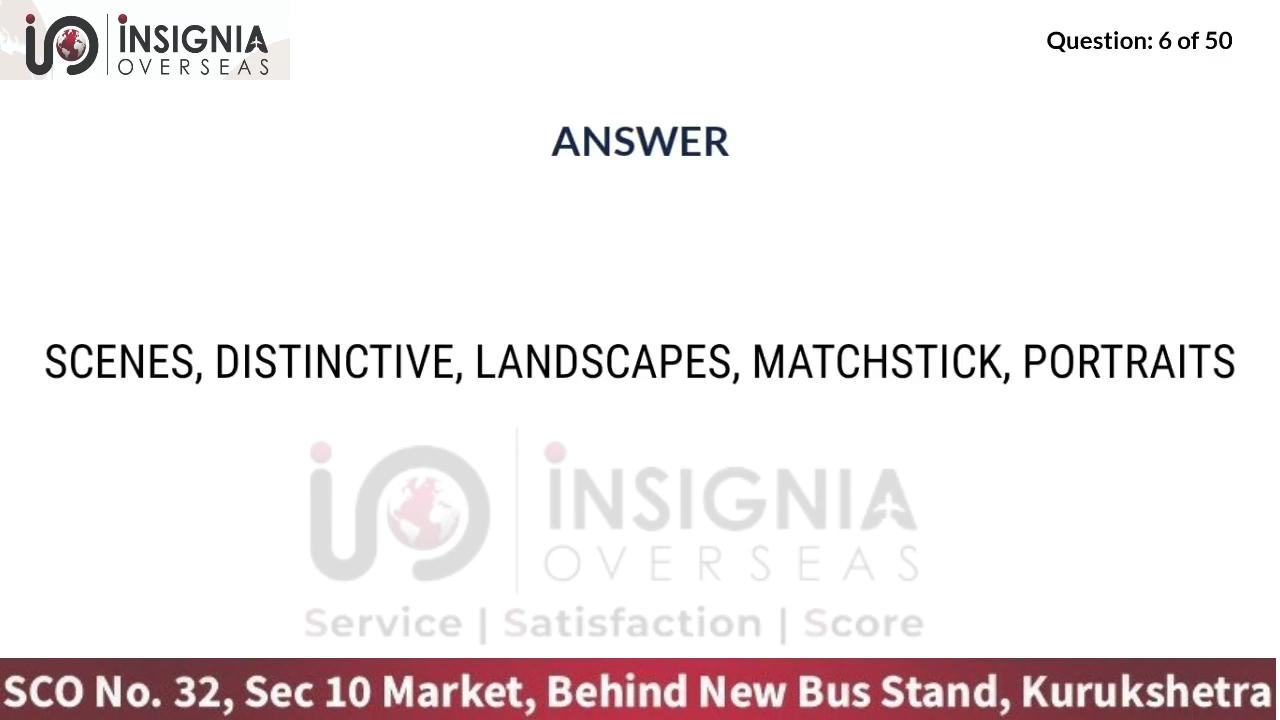 INSIGNIA
OVERSEAS
Question: 6 of 50
ANSWER
SCENES, DISTINCTIVE, LANDSCAPES, MATCHSTICK, PORTRAITS
INSIGNIA
OVERSEAS
Service | Satisfaction | Score
SCO No. 32, Sec 10 Market, Behind New Bus Stand, Kurukshetra